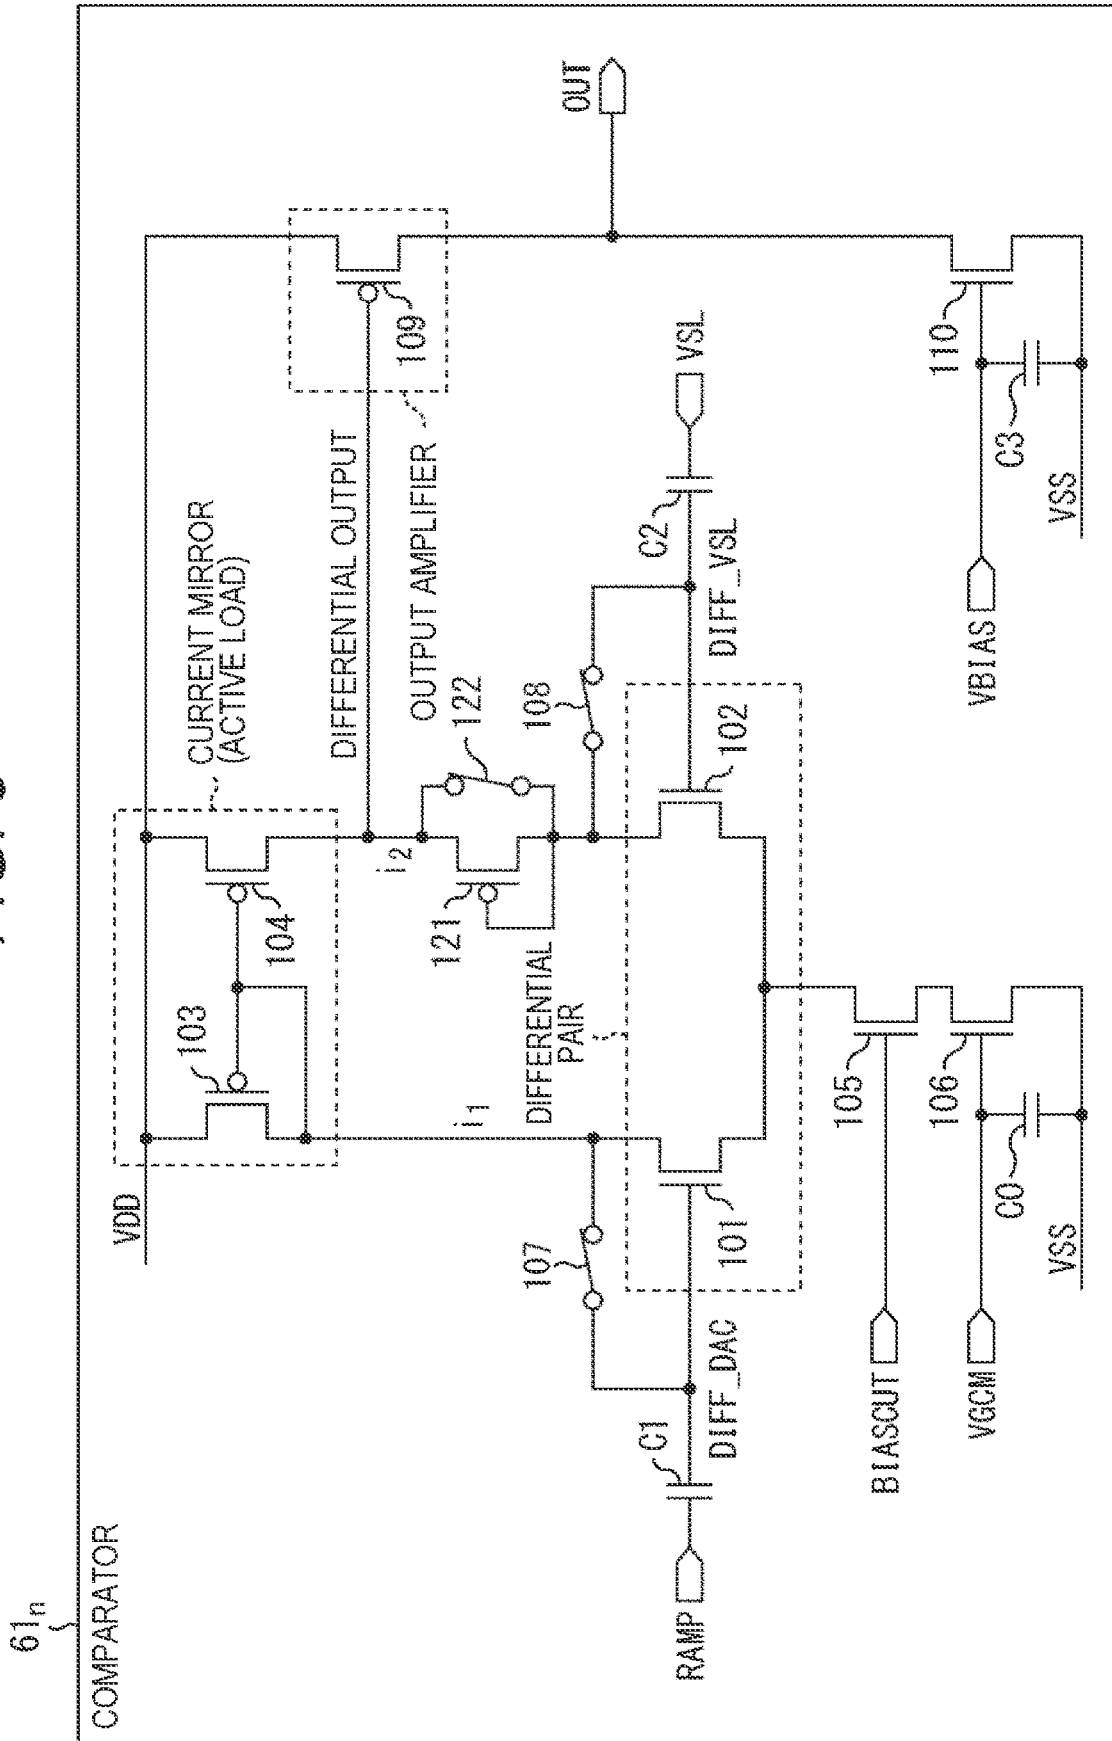 61n
COMPARATOR
VDD
CURRENT MIRROR
(ACTIVE LOAD)
103
104
DIFFERENTIAL OUTPUT
OUTPUT AMPLIFIER
109
OUT
i1
i2
121
122
107
108
DIFFERENTIAL
PAIR
101
102
RAMP
C1
DIFF_DAC
DIFF_VSL
C2
VSL
BIASCUT
105
VGCM
106
C0
VSS
VBIAS
110
C3
VSS